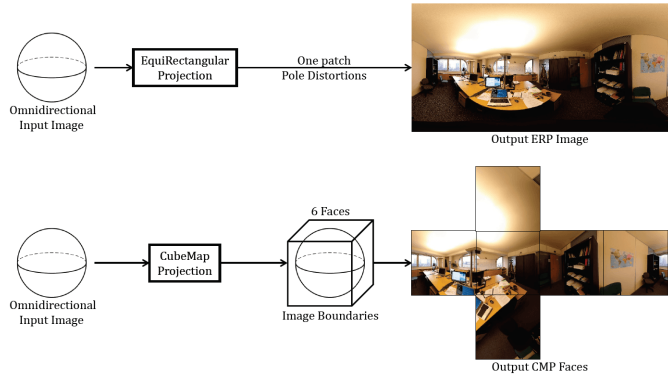 EquiRectangular
Projection
One patch
Pole Distortions
Omnidirectional
Input Image
Output ERP Image
6 Faces
CubeMap
Projection
Omnidirectional
Input Image
Image Boundaries
Output CMP Faces